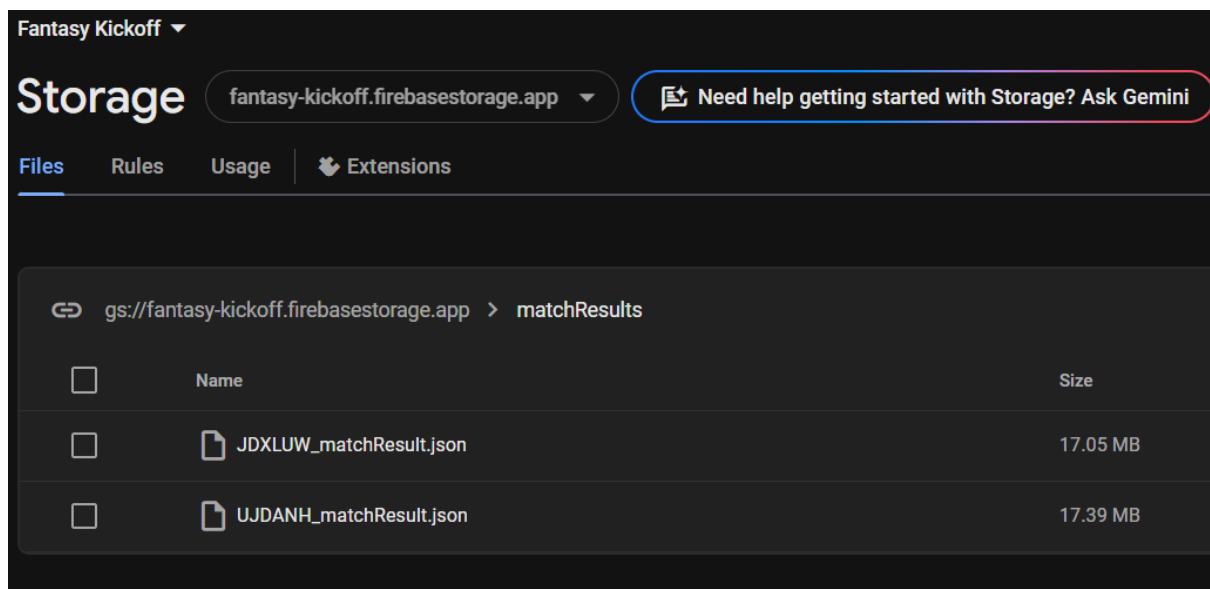 Fantasy Kickoff
Storage fantasy-kickoff.firebasestorage.app Need help getting started with Storage? Ask Gemini
Files Rules Usage Extensions
gs://fantasy-kickoff.firebasestorage.app > matchResults
Name Size
JDXLUW_matchResult.json 17.05 MB
UJDANH_matchResult.json 17.39 MB